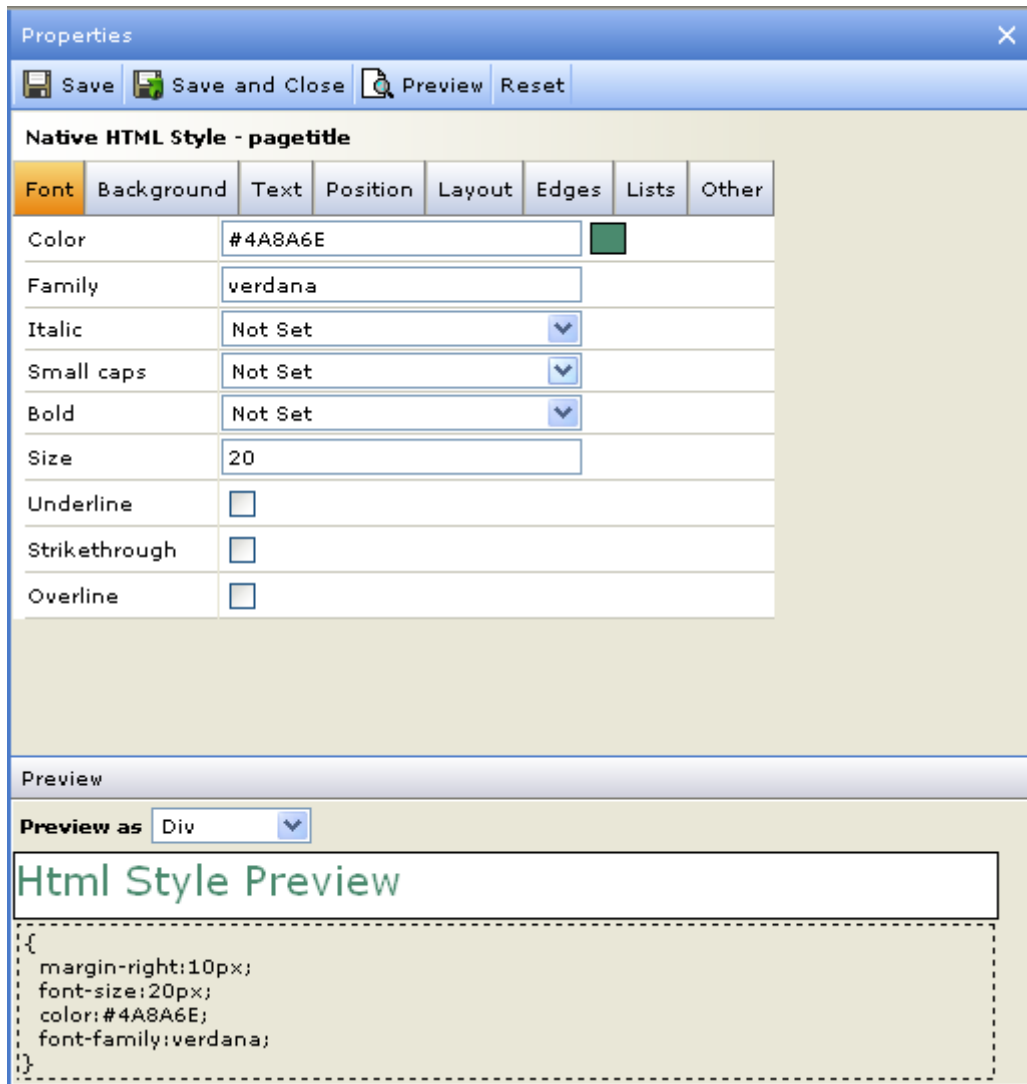 Properties
Save Save and Close Preview Reset
Native HTML Style - pagetitle
Font Background Text Position Layout Edges Lists Other
Color #4A8A6E
Family verdana
Italic Not Set
Small caps Not Set
Bold Not Set
Size 20
Underline
Strikethrough
Overline
Preview
Preview as Div
Html Style Preview
{
margin-right:10px;
font-size:20px;
color:#4A8A6E;
font-family:verdana;
}